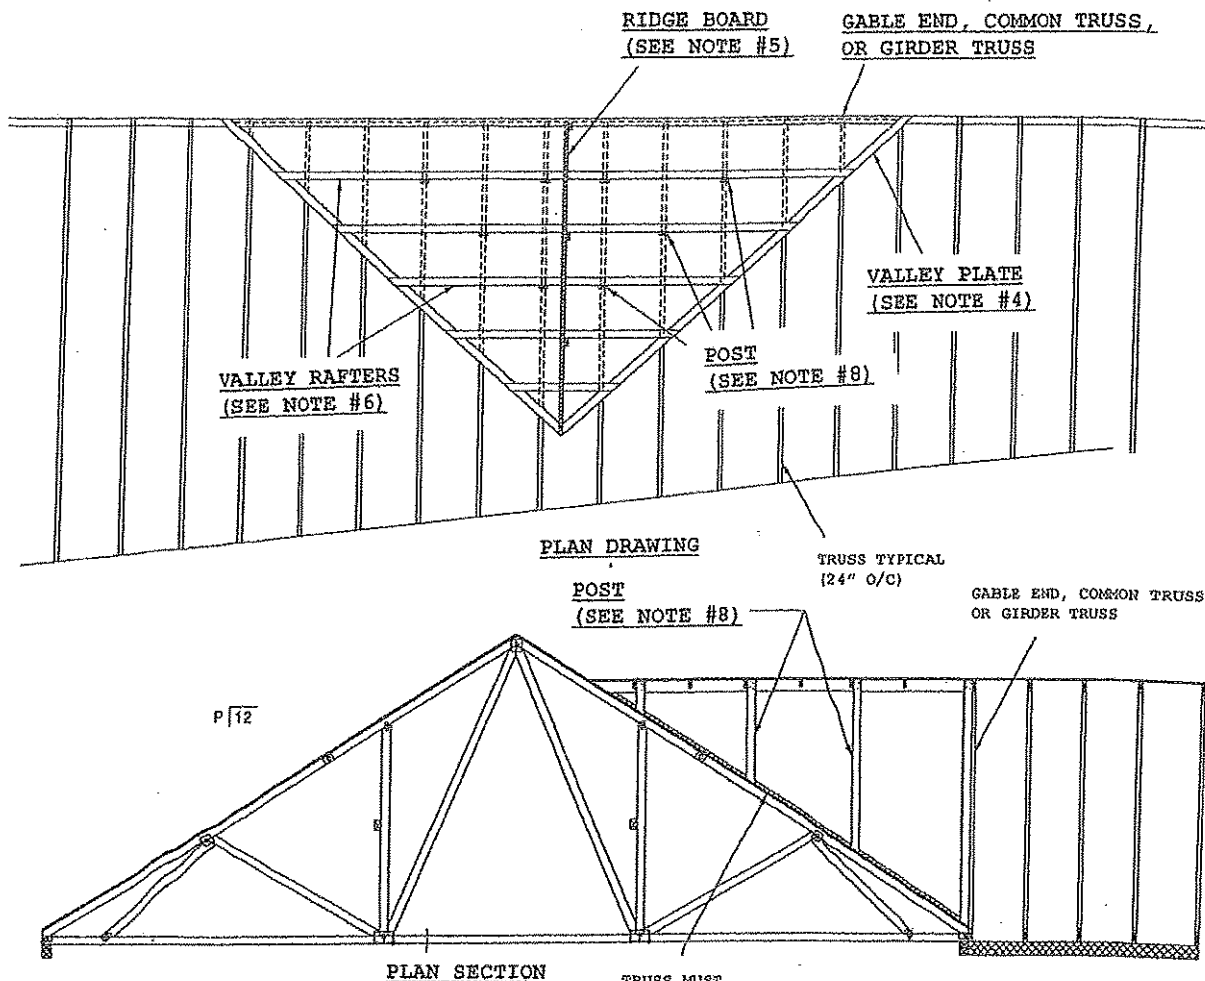 RIDGE BOARD
(SEE NOTE #5)
GABLE END, COMMON TRUSS,
OR GIRDER TRUSS
VALLEY PLATE
(SEE NOTE #4)
POST
(SEE NOTE #8)
VALLEY RAFTERS
(SEE NOTE #6)
PLAN DRAWING
TRUSS TYPICAL
(24" O/C)
POST
(SEE NOTE #8)
GABLE END, COMMON TRUSS
OR GIRDER TRUSS
P 12
PLAN SECTION
TRUSS MUST